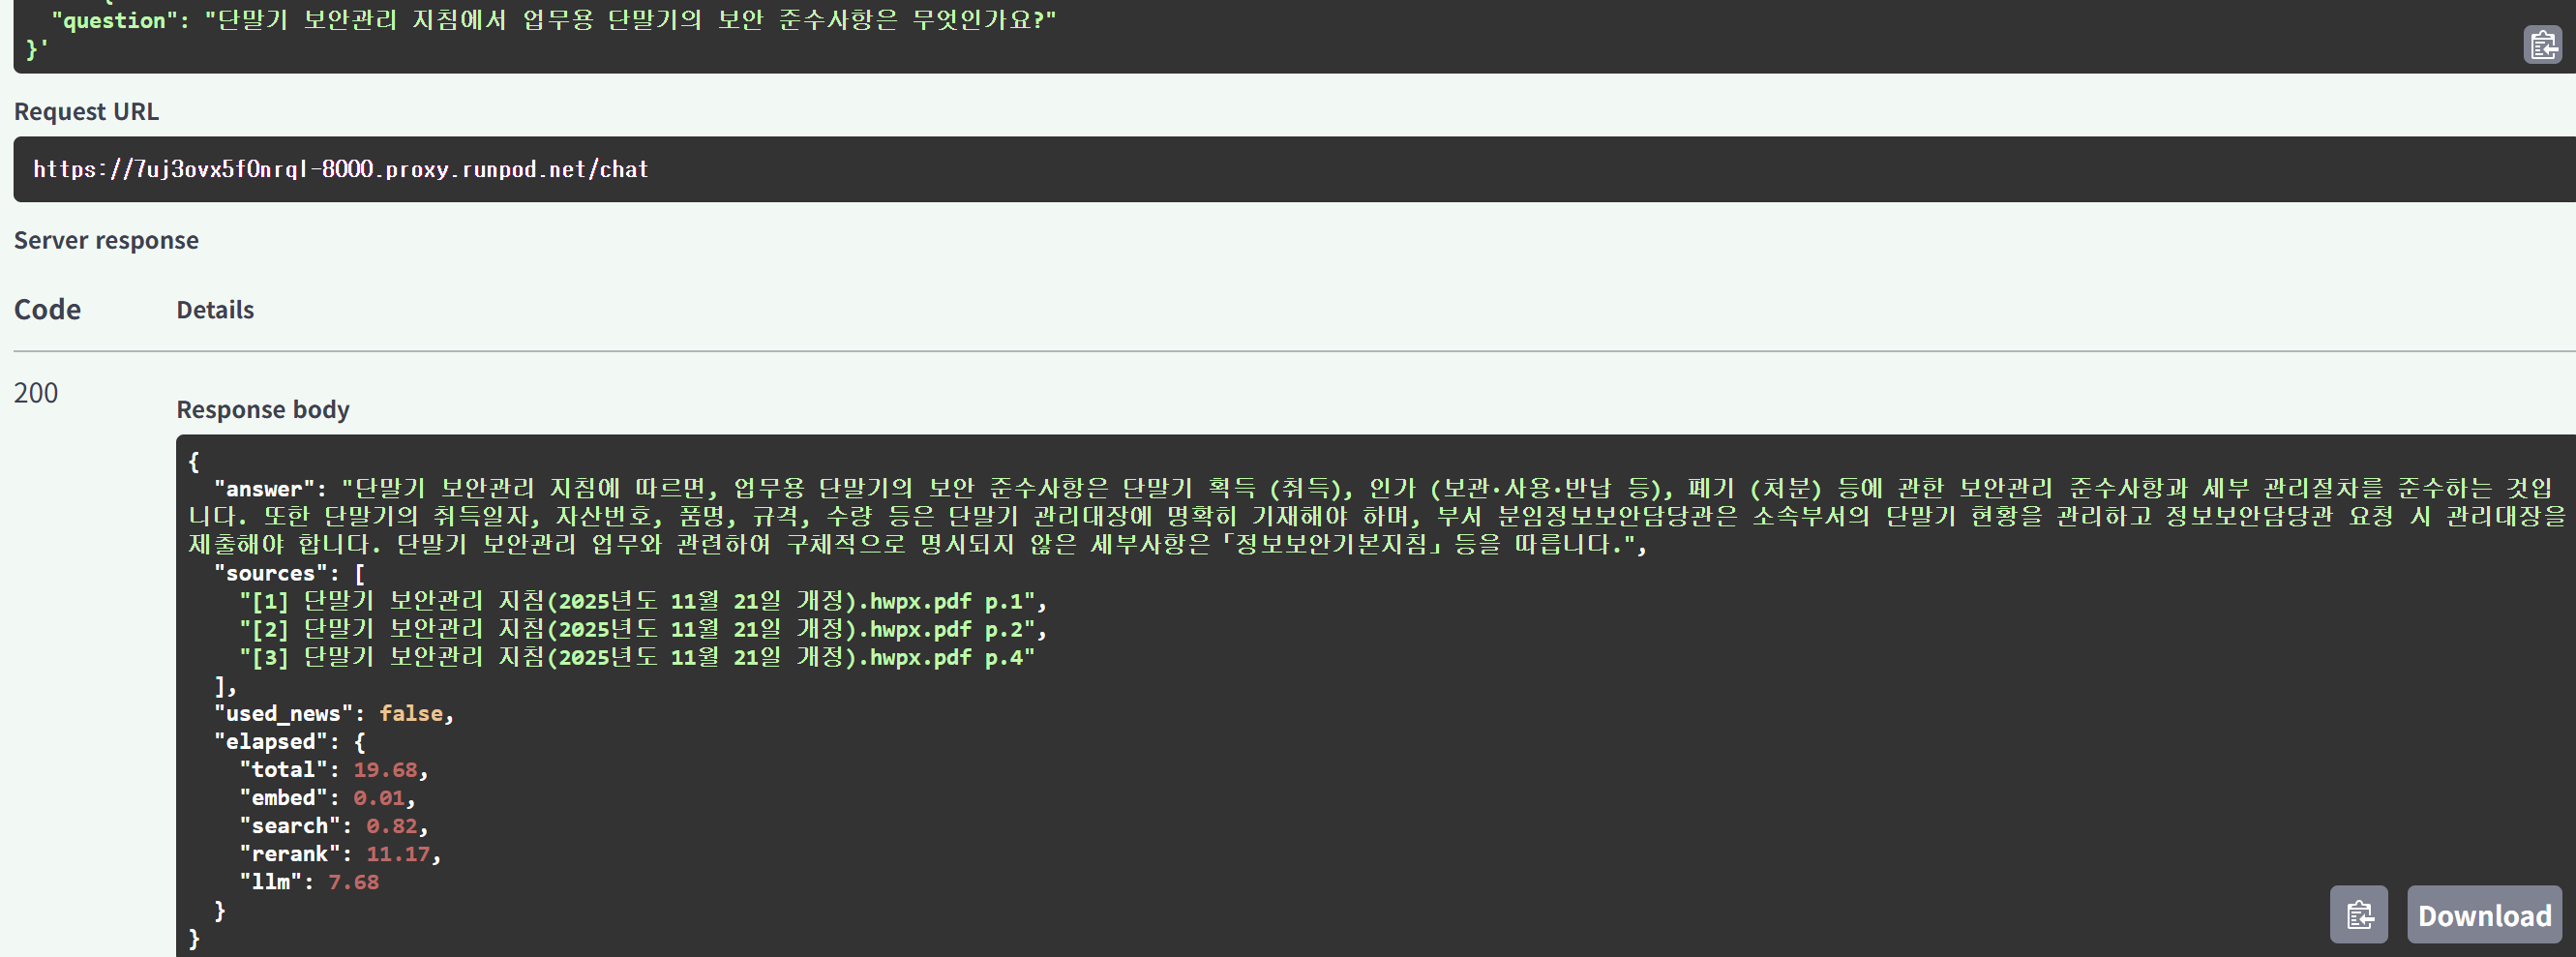 "question": "단말기 보안관리 지침에서 업무용 단말기의 보안 준수사항은 무엇인가요?"
}'
Request URL
https://7uj3ovx5f0nrql-8000.proxy.runpod.net/chat
Server response
Code Details
200
Response body
{
"answer": "단말기 보안관리 지침에 따르면, 업무용 단말기의 보안 준수사항은 단말기 획득 (취득), 인가 (보관·사용·반납 등), 폐기 (처분) 등에 관한 보안관리 준수사항과 세부 관리절차를 준수하는 것입
니다. 또한 단말기의 취득일자, 자산번호, 품명, 규격, 수량 등은 단말기 관리대장에 명확히 기재해야 하며, 부서 분임정보보안담당관은 소속부서의 단말기 현황을 관리하고 정보보안담당관 요청 시 관리대장을
제출해야 합니다. 단말기 보안관리 업무와 관련하여 구체적으로 명시되지 않은 세부사항은「정보보안기본지침」등을 따릅니다.",
"sources": [
"[1] 단말기 보안관리 지침(2025년도 11월 21일 개정).hwpx.pdf p.1",
"[2] 단말기 보안관리 지침(2025년도 11월 21일 개정).hwpx.pdf p.2",
"[3] 단말기 보안관리 지침(2025년도 11월 21일 개정).hwpx.pdf p.4"
],
"used_news": false,
"elapsed": {
"total": 19.68,
"embed": 0.01,
"search": 0.82,
"rerank": 11.17,
"llm": 7.68
}
}
Download